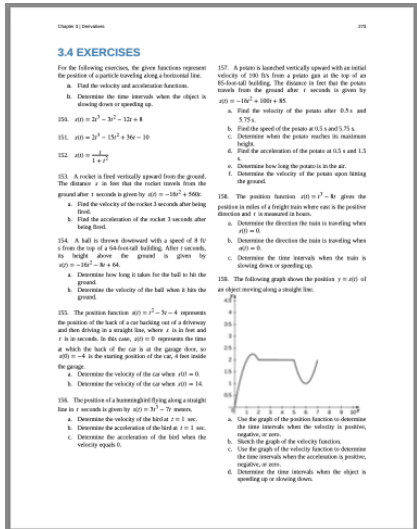 Chapter 3 | Derivatives
273
3.4 EXERCISES
For the following exercises, the given functions represent
the position of a particle traveling along a horizontal line.
a. Find the velocity and acceleration functions.
b. Determine the time intervals when the object is
slowing down or speeding up.
150. s(t) = 2t³ − 3t² − 12t + 8
151. s(t) = 2t³ − 15t² + 36t − 10
152. s(t) = t / 1 + t²
153. A rocket is fired vertically upward from the ground.
The distance s in feet that the rocket travels from the
ground after t seconds is given by s(t) = −16t² + 560t.
a. Find the velocity of the rocket 3 seconds after being
fired.
b. Find the acceleration of the rocket 3 seconds after
being fired.
154. A ball is thrown downward with a speed of 8 ft/
s from the top of a 64-foot-tall building. After t seconds,
its height above the ground is given by
s(t) = −16t² − 8t + 64.
a. Determine how long it takes for the ball to hit the
ground.
b. Determine the velocity of the ball when it hits the
ground.
155. The position function s(t) = t² − 3t − 4 represents
the position of the back of a car backing out of a driveway
and then driving in a straight line, where s is in feet and
t is in seconds. In this case, s(t) = 0 represents the time
at which the back of the car is at the garage door, so
s(0) = −4 is the starting position of the car, 4 feet inside
the garage.
a. Determine the velocity of the car when s(t) = 0.
b. Determine the velocity of the car when s(t) = 14.
156. The position of a hummingbird flying along a straight
line in t seconds is given by s(t) = 3t³ − 7t meters.
a. Determine the velocity of the bird at t = 1 sec.
b. Determine the acceleration of the bird at t = 1 sec.
c. Determine the acceleration of the bird when the
velocity equals 0.
157. A potato is launched vertically upward with an initial
velocity of 100 ft/s from a potato gun at the top of an
85-foot-tall building. The distance in feet that the potato
travels from the ground after t seconds is given by
s(t) = −16t² + 100t + 85.
a. Find the velocity of the potato after 0.5 s and
5.75 s.
b. Find the speed of the potato at 0.5 s and 5.75 s.
c. Determine when the potato reaches its maximum
height.
d. Find the acceleration of the potato at 0.5 s and 1.5
s.
e. Determine how long the potato is in the air.
f. Determine the velocity of the potato upon hitting
the ground.
158. The position function s(t) = t³ − 8t gives the
position in miles of a freight train where east is the positive
direction and t is measured in hours.
a. Determine the direction the train is traveling when
s(t) = 0.
b. Determine the direction the train is traveling when
a(t) = 0.
c. Determine the time intervals when the train is
slowing down or speeding up.
159. The following graph shows the position y = s(t) of
an object moving along a straight line.
a. Use the graph of the position function to determine
the time intervals when the velocity is positive,
negative, or zero.
b. Sketch the graph of the velocity function.
c. Use the graph of the velocity function to determine
the time intervals when the acceleration is positive,
negative, or zero.
d. Determine the time intervals when the object is
speeding up or slowing down.